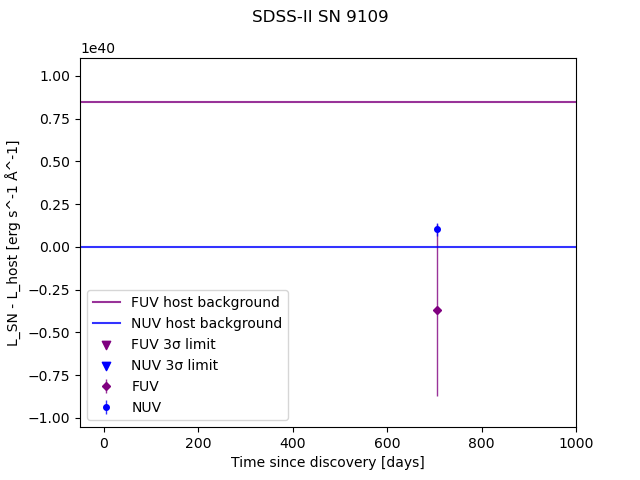 SDSS-II SN 9109
1e40
1.00
0.75
0.50
0.25
0.00
−0.25
−0.50
−0.75
−1.00
L_SN - L_host [erg s^-1 Å^-1]
FUV host background
NUV host background
FUV 3σ limit
NUV 3σ limit
FUV
NUV
0 200 400 600 800 1000
Time since discovery [days]